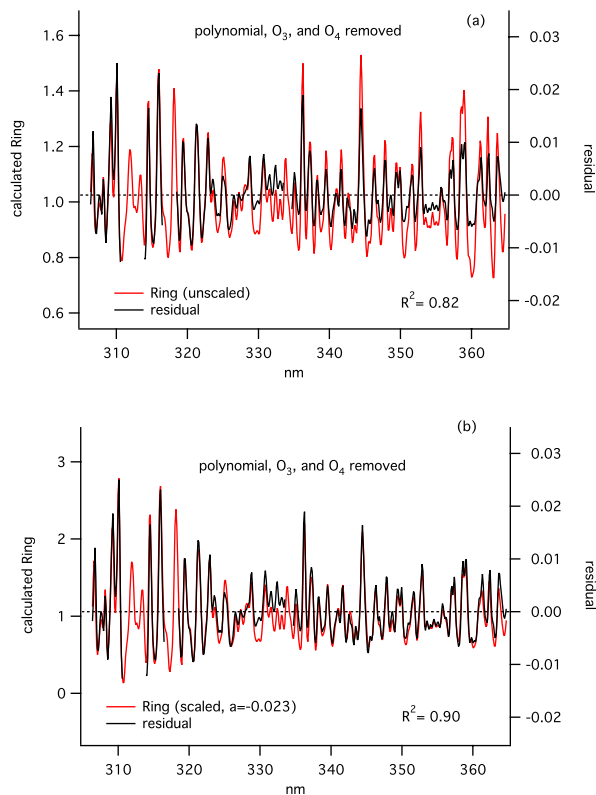 (a)
polynomial, O3, and O4 removed
1.6
1.4
1.2
1.0
0.8
0.6
calculated Ring
0.03
0.02
0.01
0.00
-0.01
-0.02
residual
Ring (unscaled)
residual
R2= 0.82
310 320 330 340 350 360
nm
(b)
polynomial, O3, and O4 removed
3
2
1
0
calculated Ring
0.03
0.02
0.01
0.00
-0.01
-0.02
residual
Ring (scaled, a=-0.023)
residual
R2= 0.90
310 320 330 340 350 360
nm